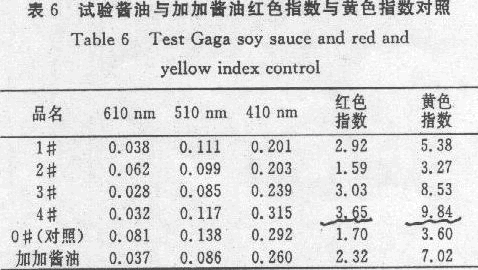 表 6 试验酱油与加加酱油红色指数与黄色指数对照
Table 6 Test Gaga soy sauce and red and
yellow index control
品名 610 nm 510 nm 410 nm 红色指数 黄色指数
1# 0.038 0.111 0.201 2.92 5.38
2# 0.062 0.099 0.203 1.59 3.27
3# 0.028 0.085 0.239 3.03 8.53
4# 0.032 0.117 0.315 3.65 9.84
0#(对照) 0.081 0.138 0.292 1.70 3.60
加加酱油 0.037 0.086 0.260 2.32 7.02